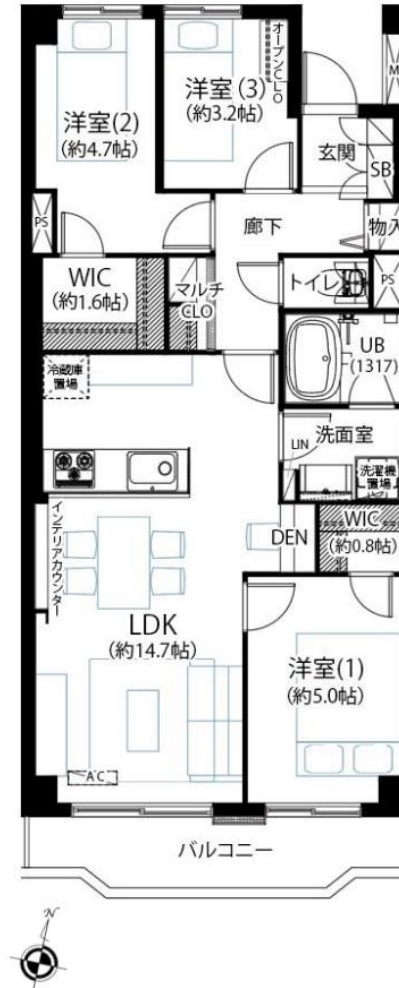 オープンCLO
洋室(2)
(約4.7帖)
洋室(3)
(約3.2帖)
M
玄関
SB
PS
廊下
物入
WIC
(約1.6帖)
マルチ
CLO
トイレ
PS
UB
(1317)
冷蔵庫
置場
LIN
洗面室
洗濯機
置場
インテリアカウンター
DEN
WIC
(約0.8帖)
LDK
(約14.7帖)
洋室(1)
(約5.0帖)
AC
バルコニー
N